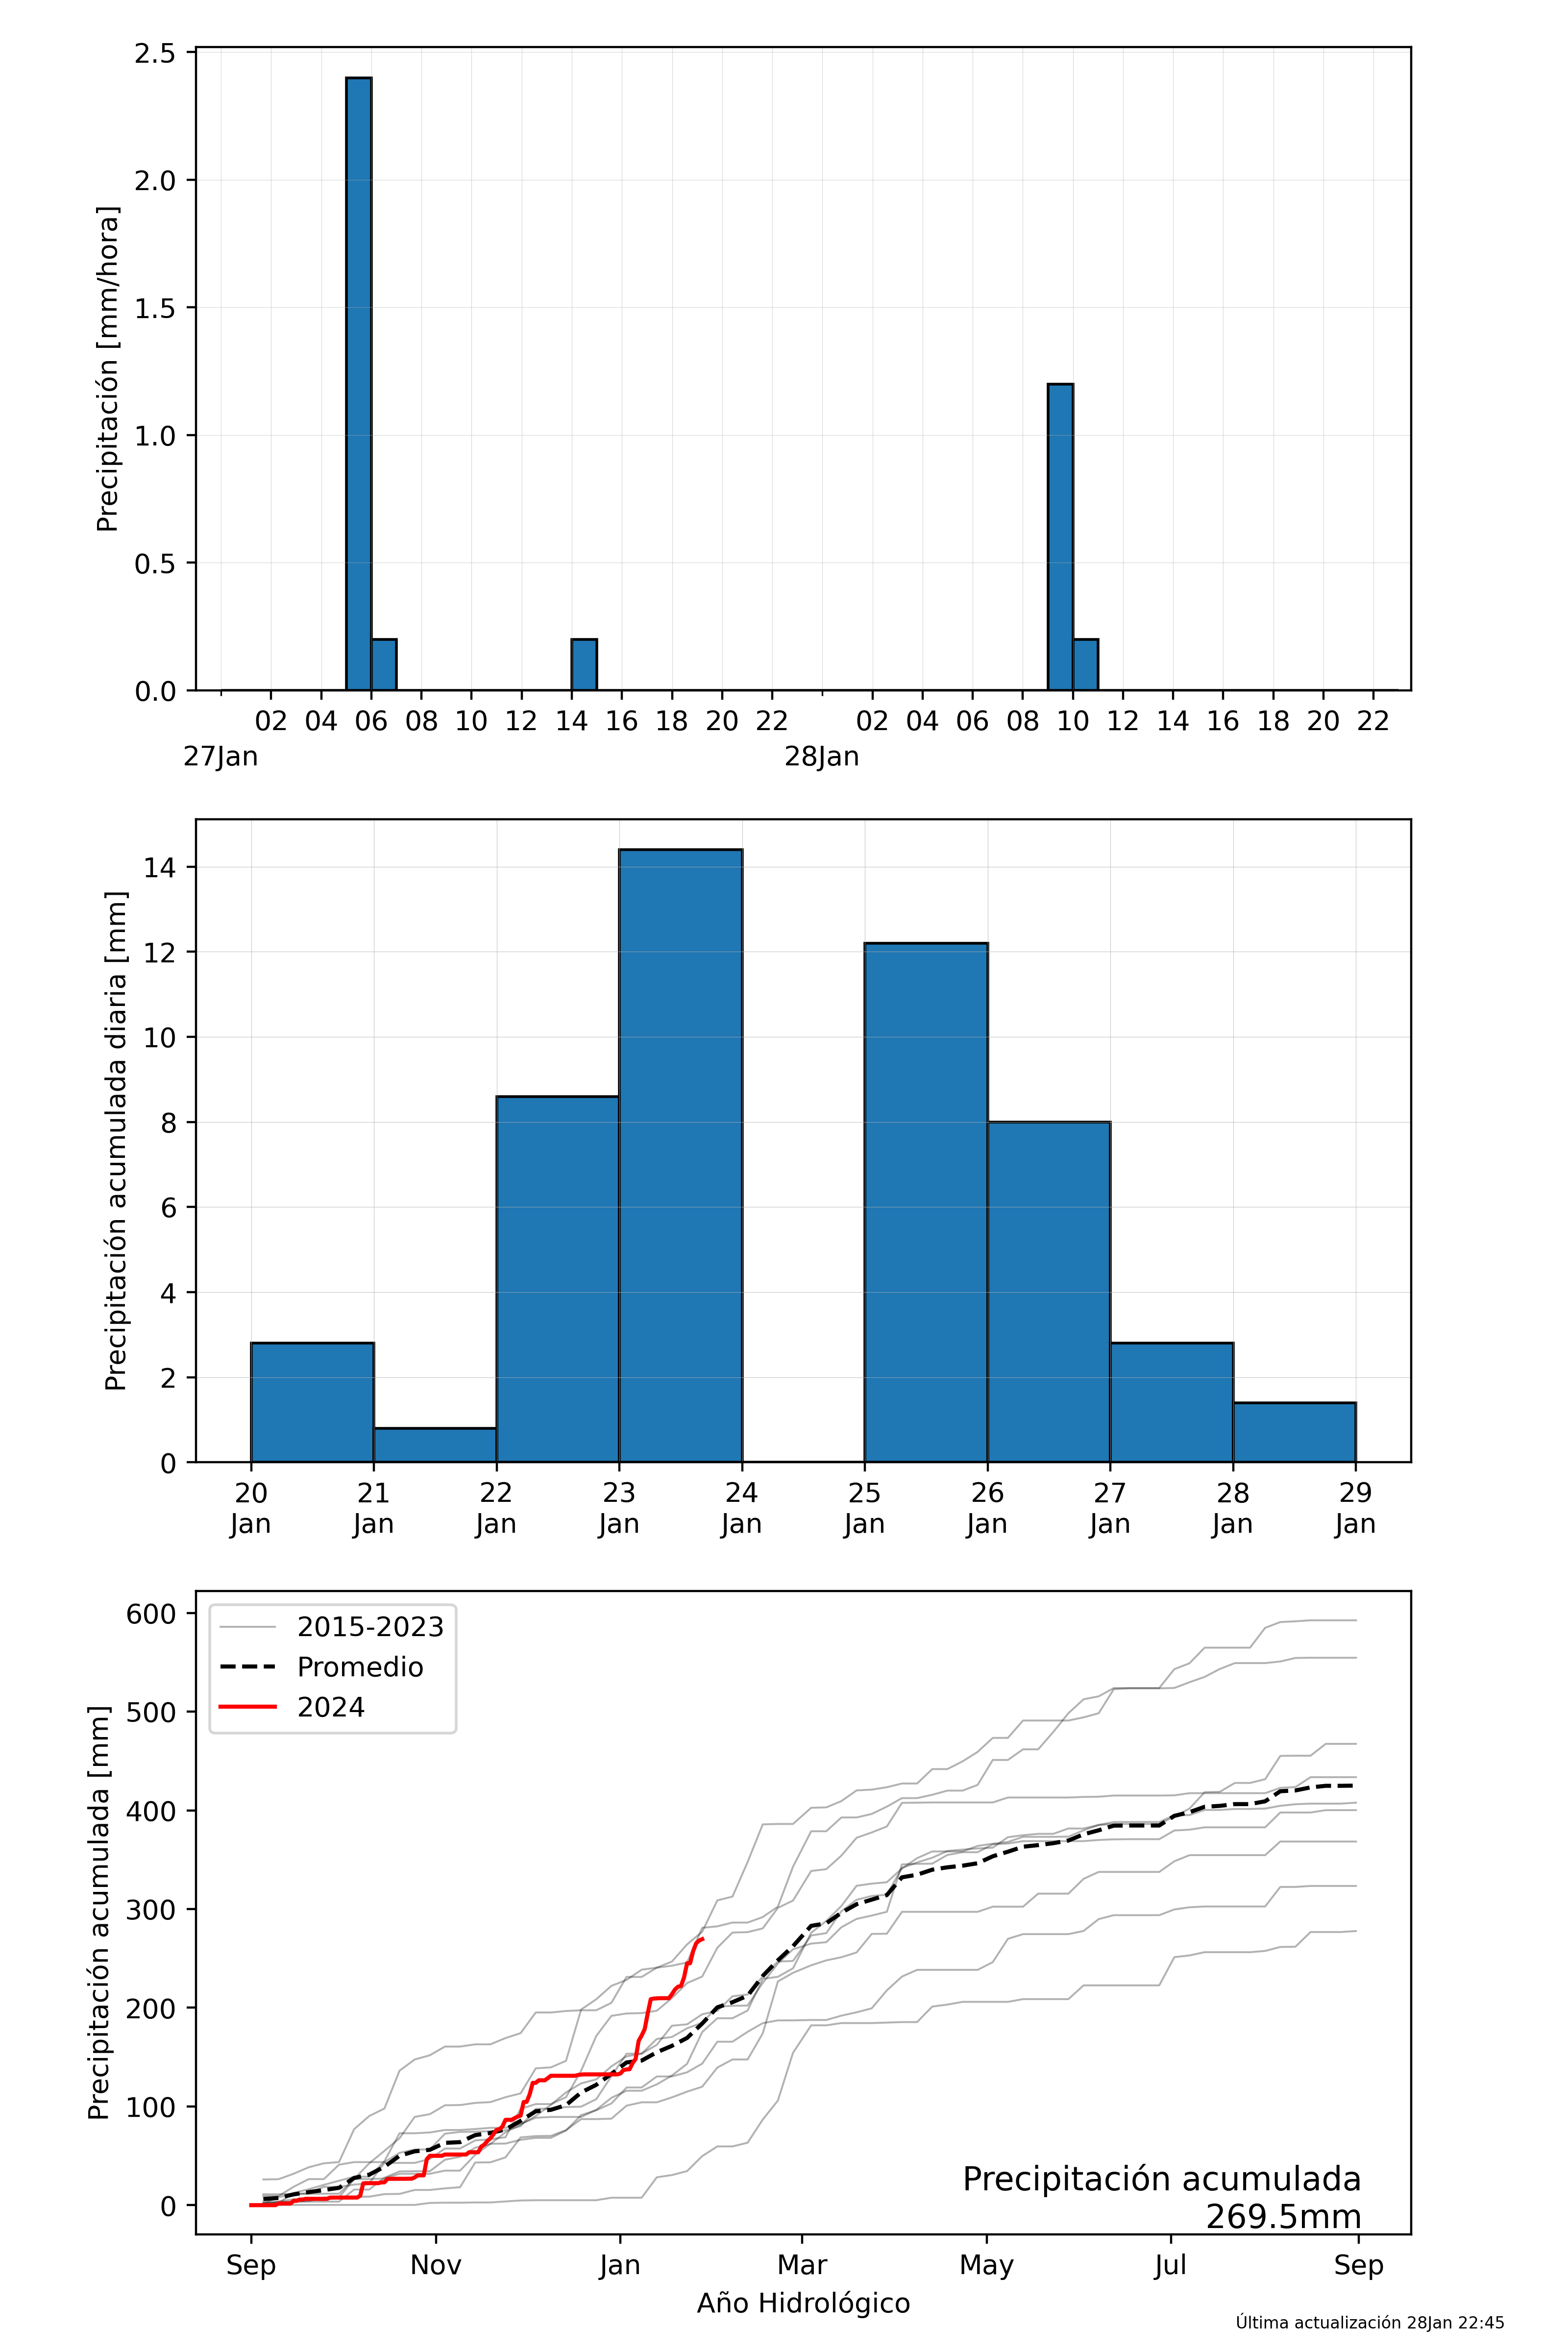 2.5
2.0
1.5
1.0
0.5
0.0
Precipitación [mm/hora]
02 04 06 08 10 12 14 16 18 20 22 02 04 06 08 10 12 14 16 18 20 22
27Jan 28Jan
14
12
10
8
6
4
2
0
Precipitación acumulada diaria [mm]
20 21 22 23 24 25 26 27 28 29
Jan Jan Jan Jan Jan Jan Jan Jan Jan Jan
600
500
400
300
200
100
0
Precipitación acumulada [mm]
2015-2023
Promedio
2024
Precipitación acumulada
269.5mm
Sep Nov Jan Mar May Jul Sep
Año Hidrológico
Última actualización 28Jan 22:45